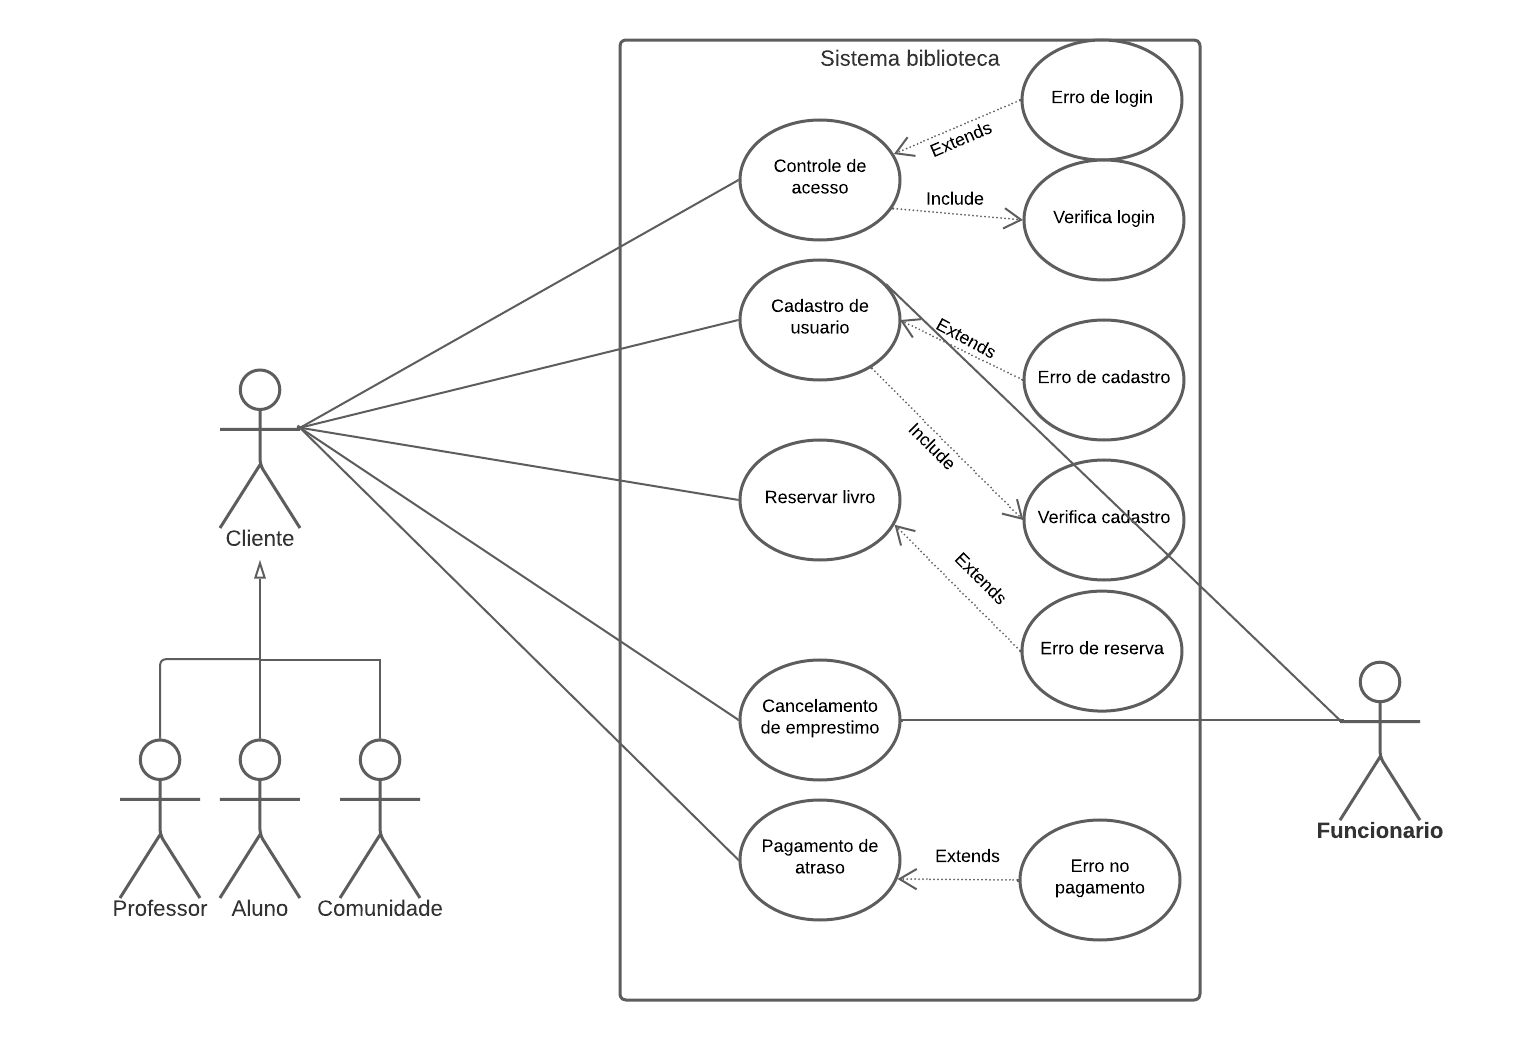 Sistema biblioteca
Erro de login
Extends
Controle de
acesso
Include
Verifica login
Cadastro de
usuario
Extends
Erro de cadastro
Include
Reservar livro
Verifica cadastro
Cliente
Extends
Erro de reserva
Cancelamento
de emprestimo
Funcionario
Pagamento de
atraso
Extends
Erro no
pagamento
Professor
Aluno
Comunidade